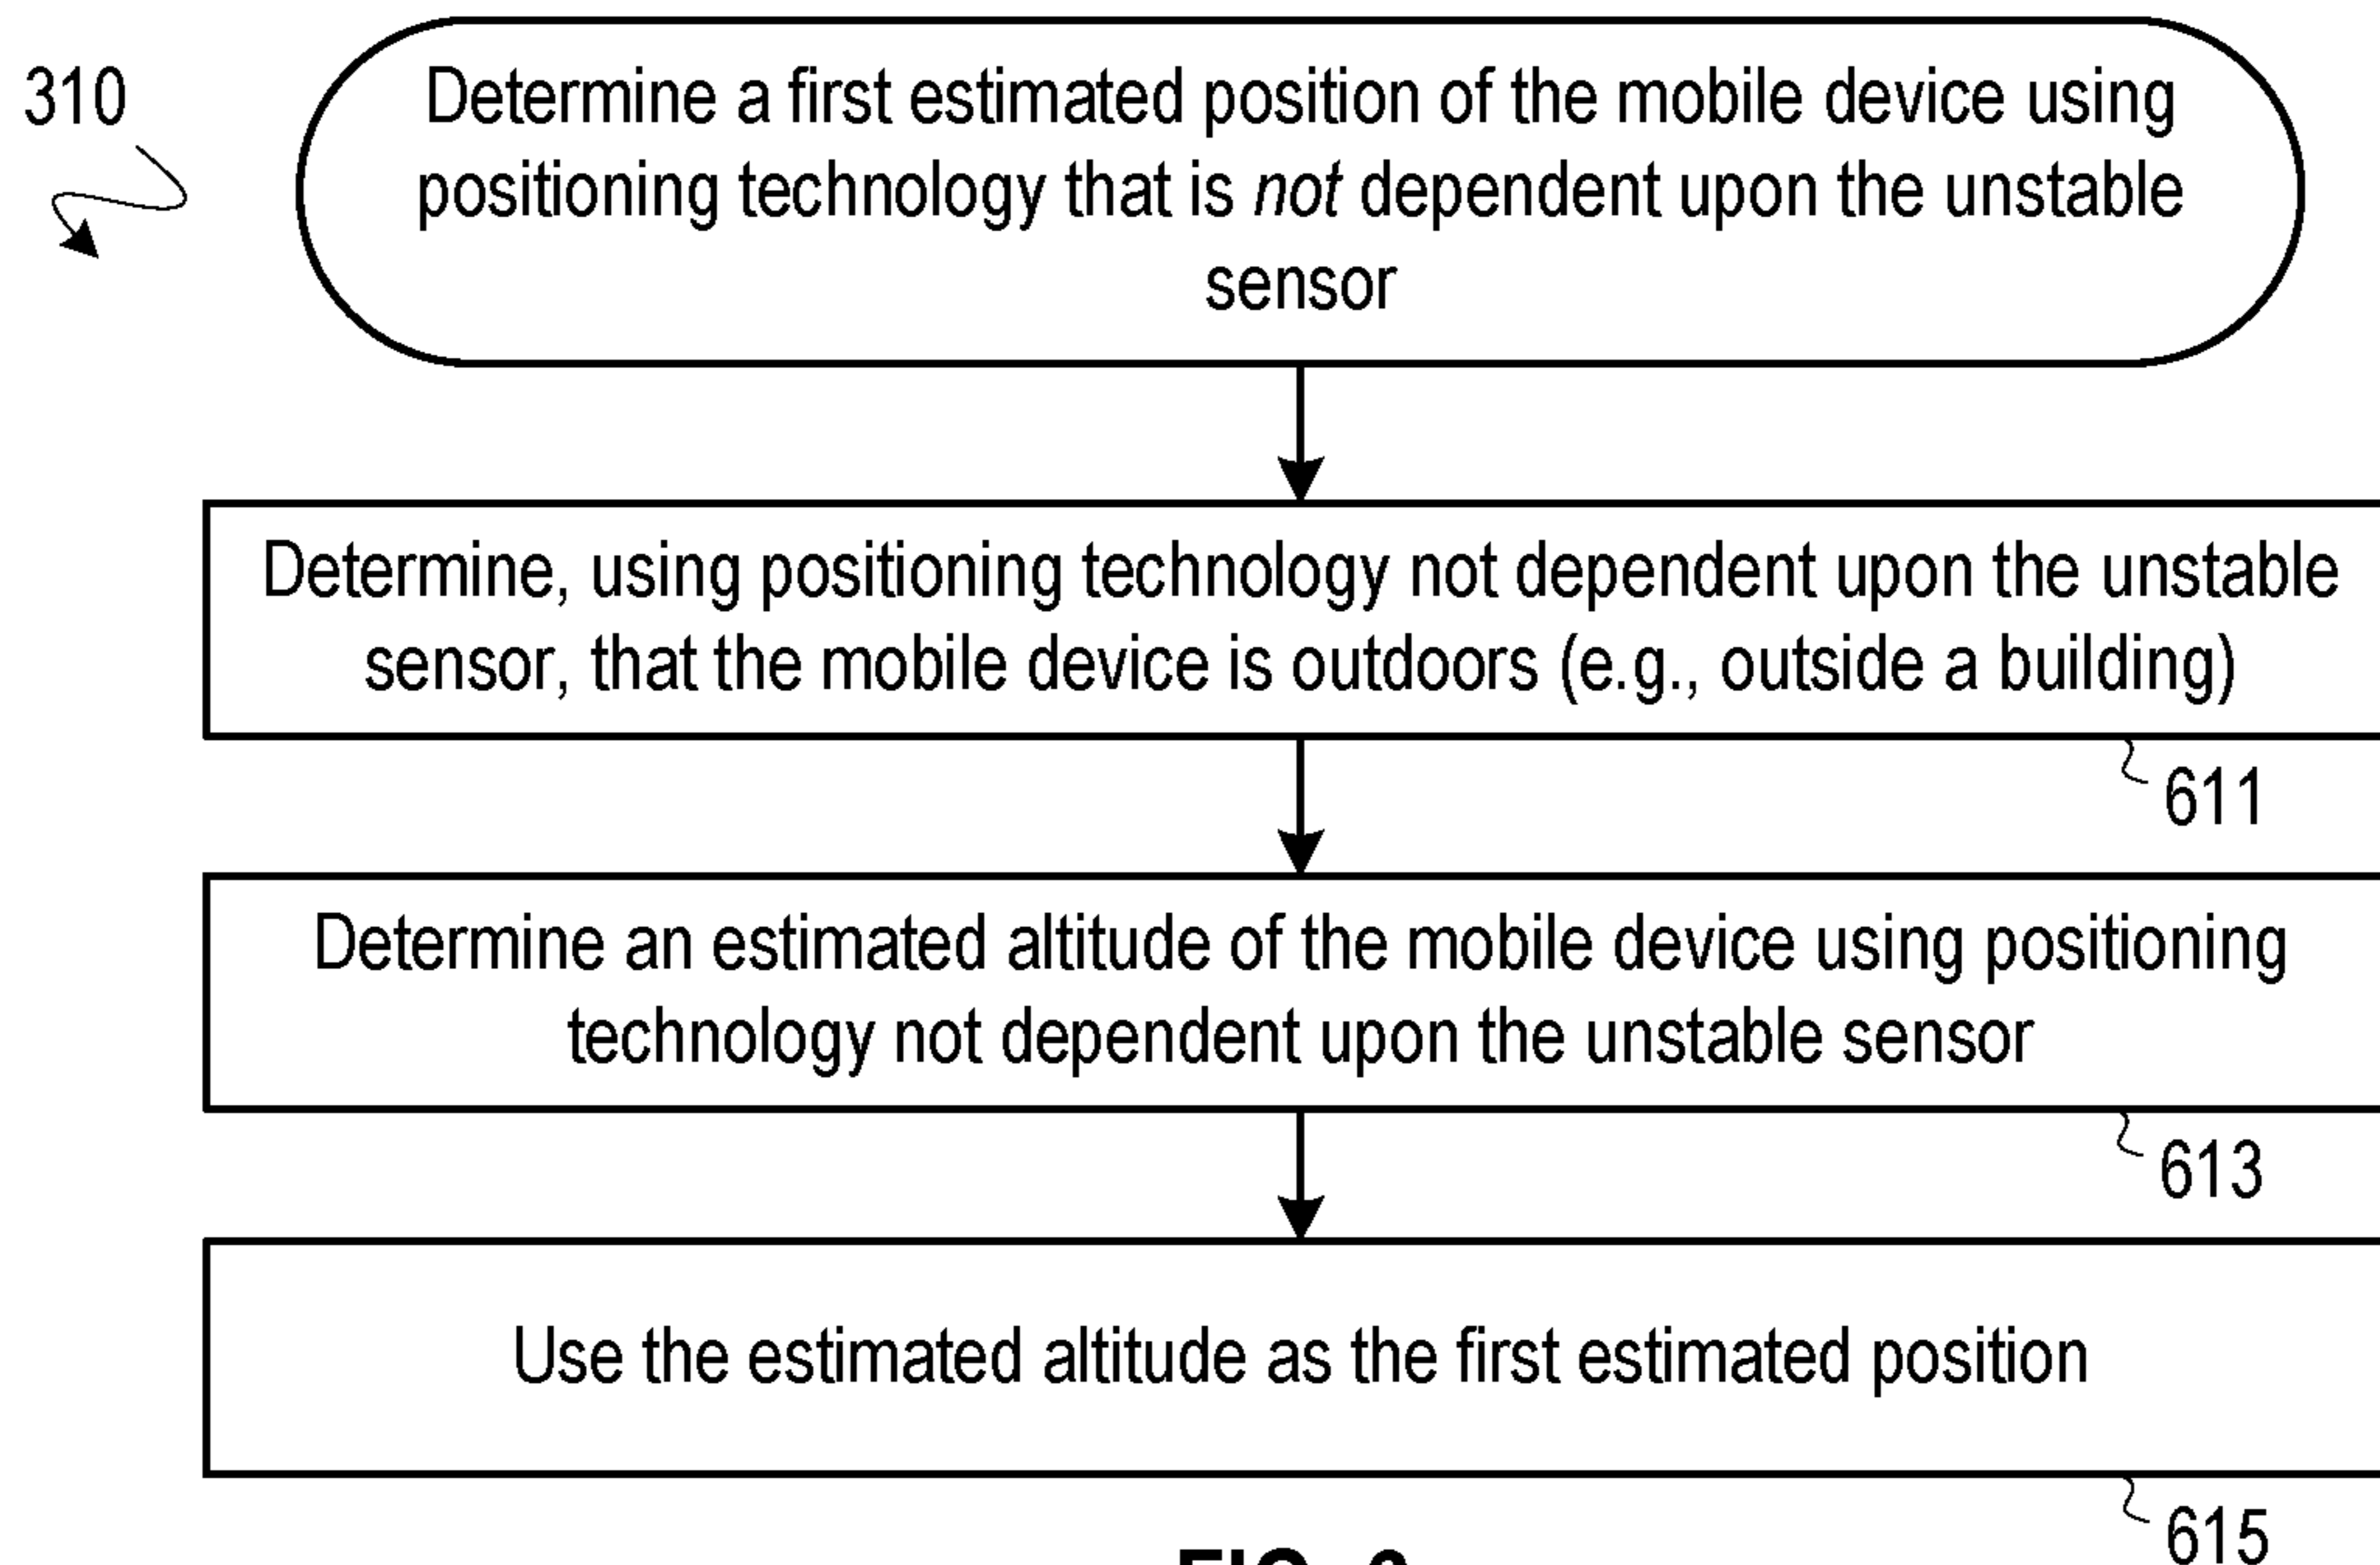 310
Determine a first estimated position of the mobile device using
positioning technology that is not dependent upon the unstable
sensor
Determine, using positioning technology not dependent upon the unstable
sensor, that the mobile device is outdoors (e.g., outside a building)
611
Determine an estimated altitude of the mobile device using positioning
technology not dependent upon the unstable sensor
613
Use the estimated altitude as the first estimated position
615
FIG.